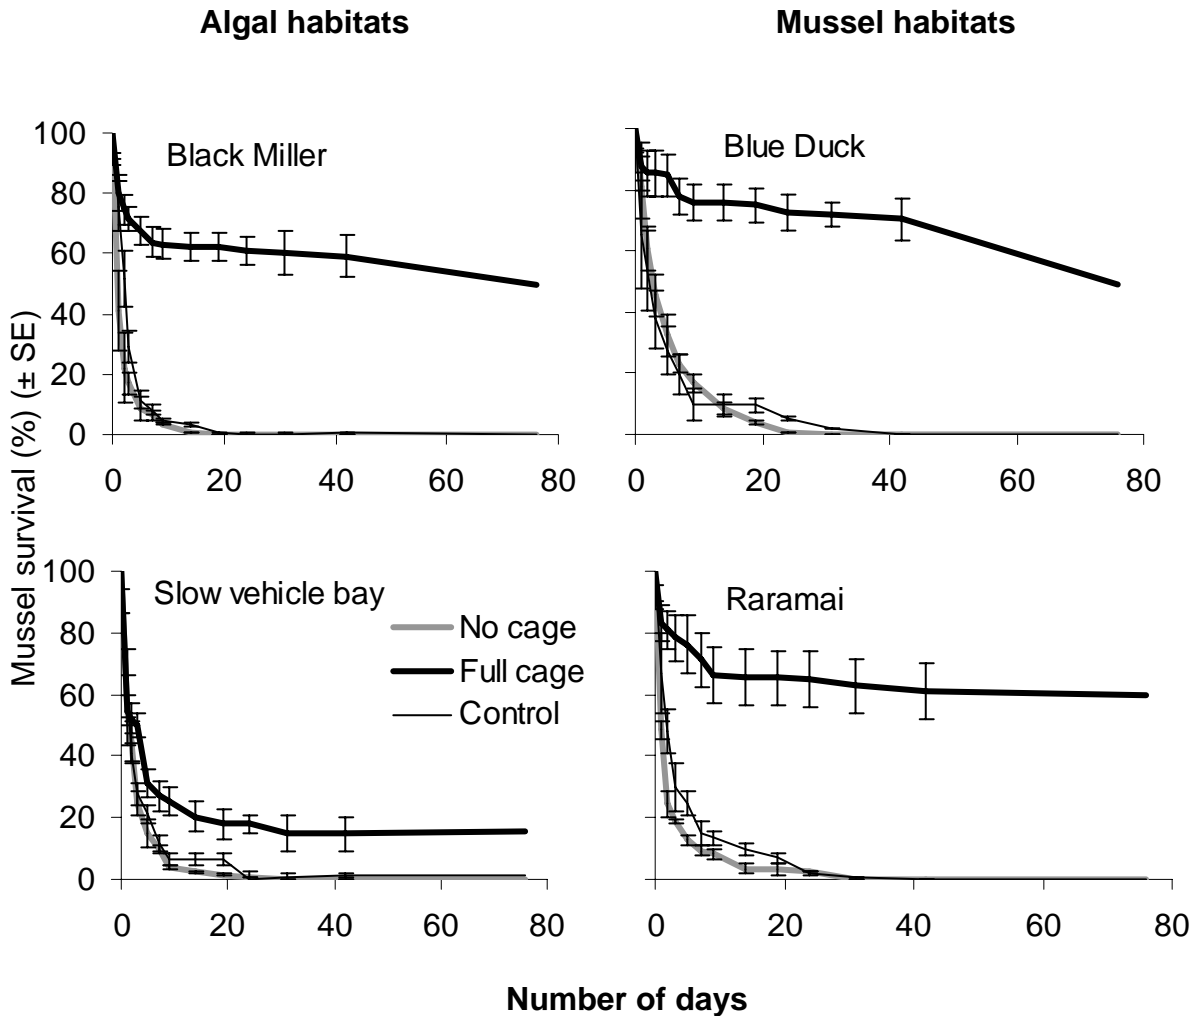 Algal habitats
Mussel habitats
Mussel survival (%) (± SE)
Black Miller
100
80
60
40
20
0
0 20 40 60 80
Blue Duck
0 20 40 60 80
Slow vehicle bay
100
80
60
40
20
0
0 20 40 60 80
No cage
Full cage
Control
Raramai
0 20 40 60 80
Number of days